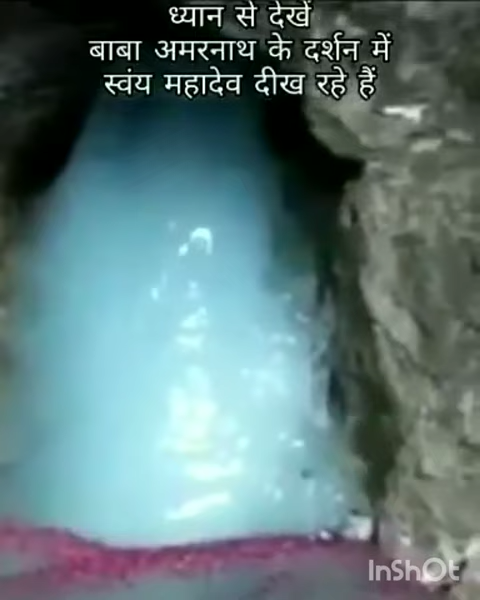 ध्यान से देखें
बाबा अमरनाथ के दर्शन में
स्वंय महादेव दीख रहे हैं
InShOt